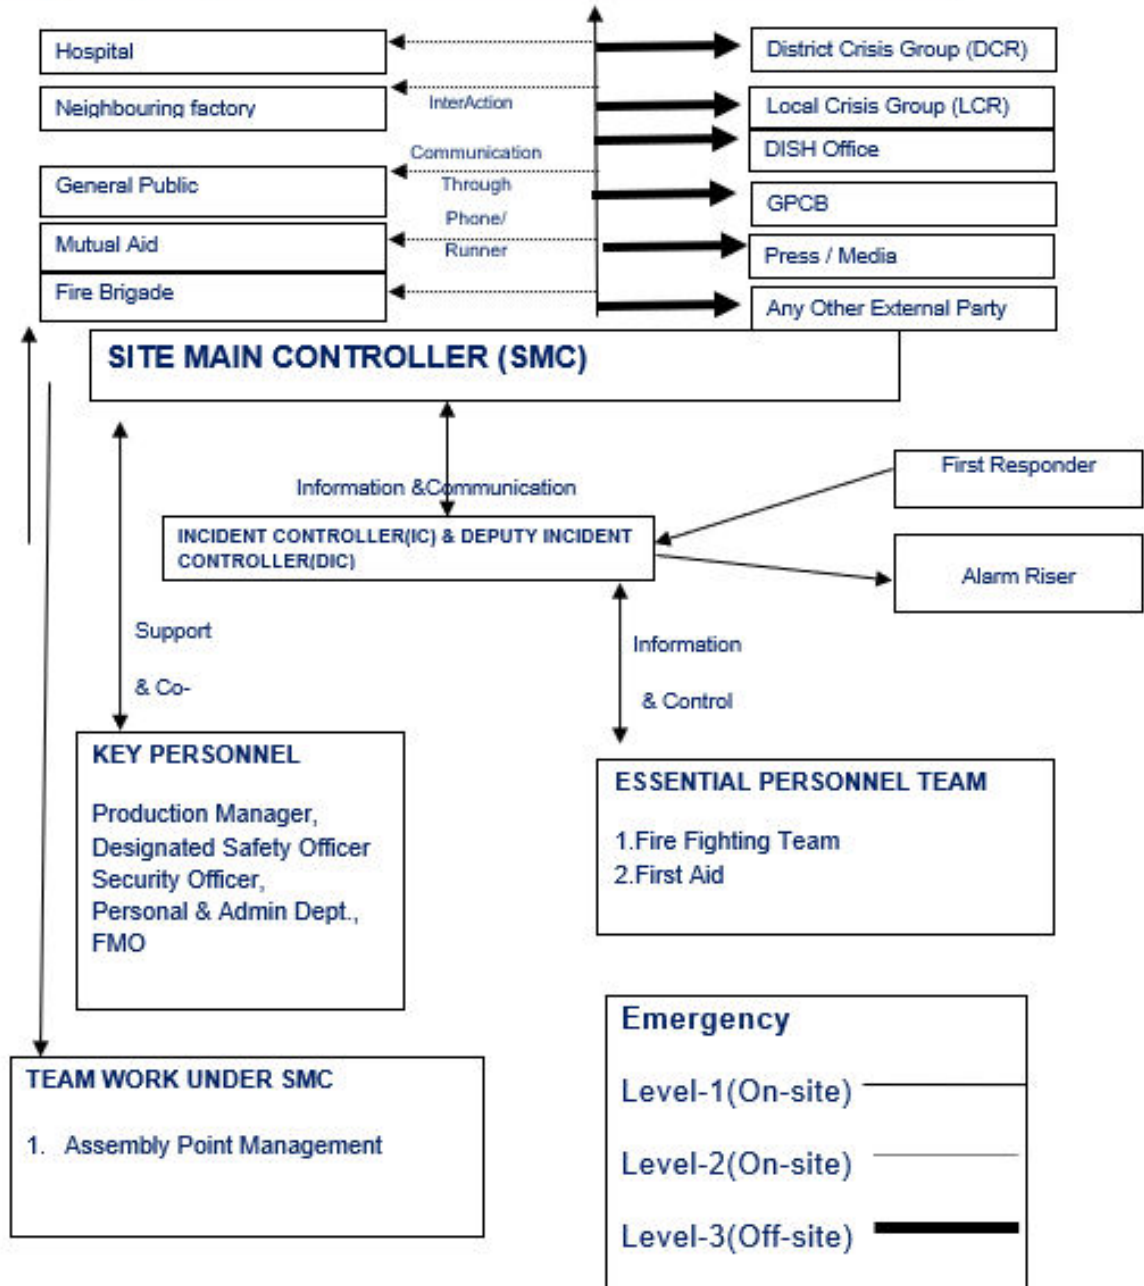 Hospital
District Crisis Group (DCR)
Neighbouring factory
InterAction
Local Crisis Group (LCR)
Communication
DISH Office
General Public
Through
GPCB
Phone/
Mutual Aid
Runner
Press / Media
Fire Brigade
Any Other External Party
SITE MAIN CONTROLLER (SMC)
First Responder
Information &Communication
INCIDENT CONTROLLER(IC) & DEPUTY INCIDENT
CONTROLLER(DIC)
Alarm Riser
Support
& Co-
Information
& Control
KEY PERSONNEL
Production Manager,
Designated Safety Officer
Security Officer,
Personal & Admin Dept.,
FMO
ESSENTIAL PERSONNEL TEAM
1.Fire Fighting Team
2.First Aid
TEAM WORK UNDER SMC
1. Assembly Point Management
Emergency
Level-1(On-site)
Level-2(On-site)
Level-3(Off-site)